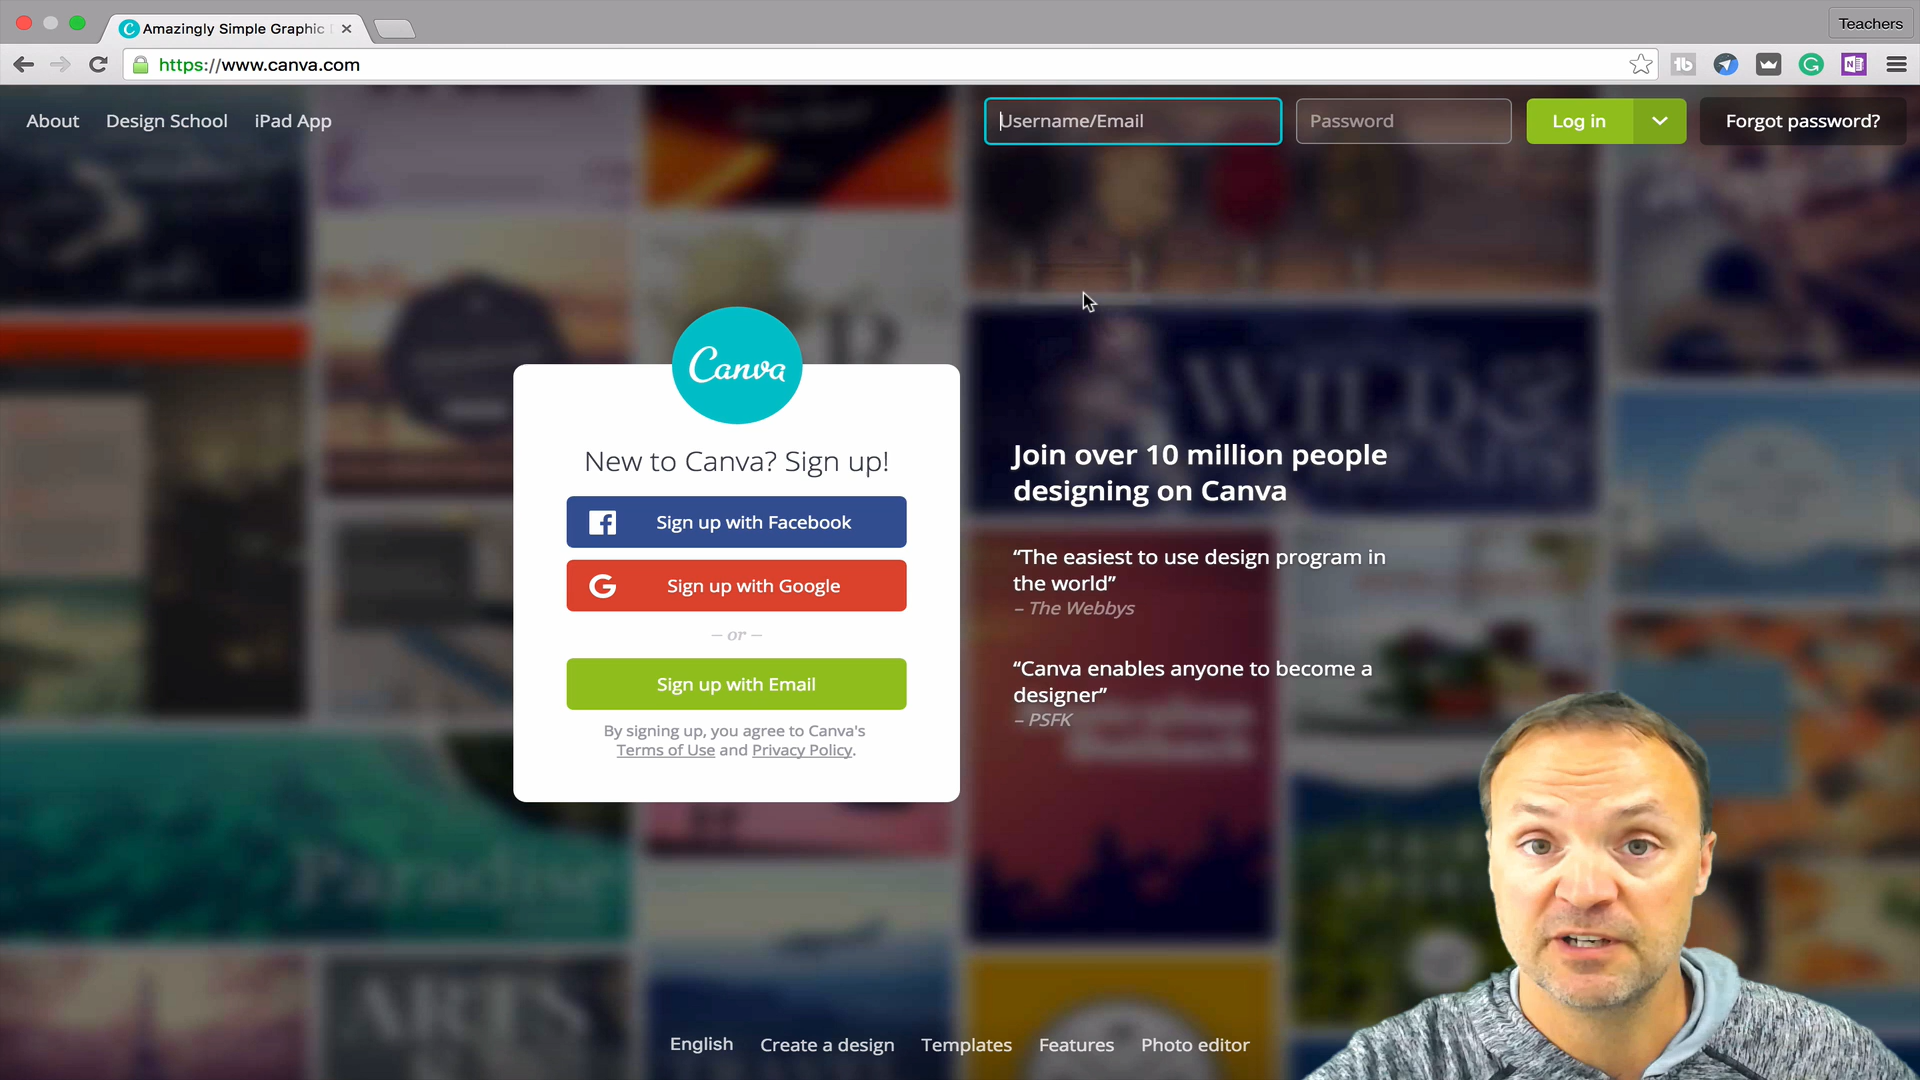 Amazingly Simple Graphic
Teachers
https://www.canva.com
About
Design School
iPad App
Username/Email
Password
Log in
Forgot password?
Canva
New to Canva? Sign up!
Sign up with Facebook
Sign up with Google
– or –
Sign up with Email
By signing up, you agree to Canva's
Terms of Use and Privacy Policy.
Join over 10 million people
designing on Canva
“The easiest to use design program in
the world”
– The Webbys
“Canva enables anyone to become a
designer”
– PSFK
WILD &
Paradise
ARTS
English
Create a design
Templates
Features
Photo editor